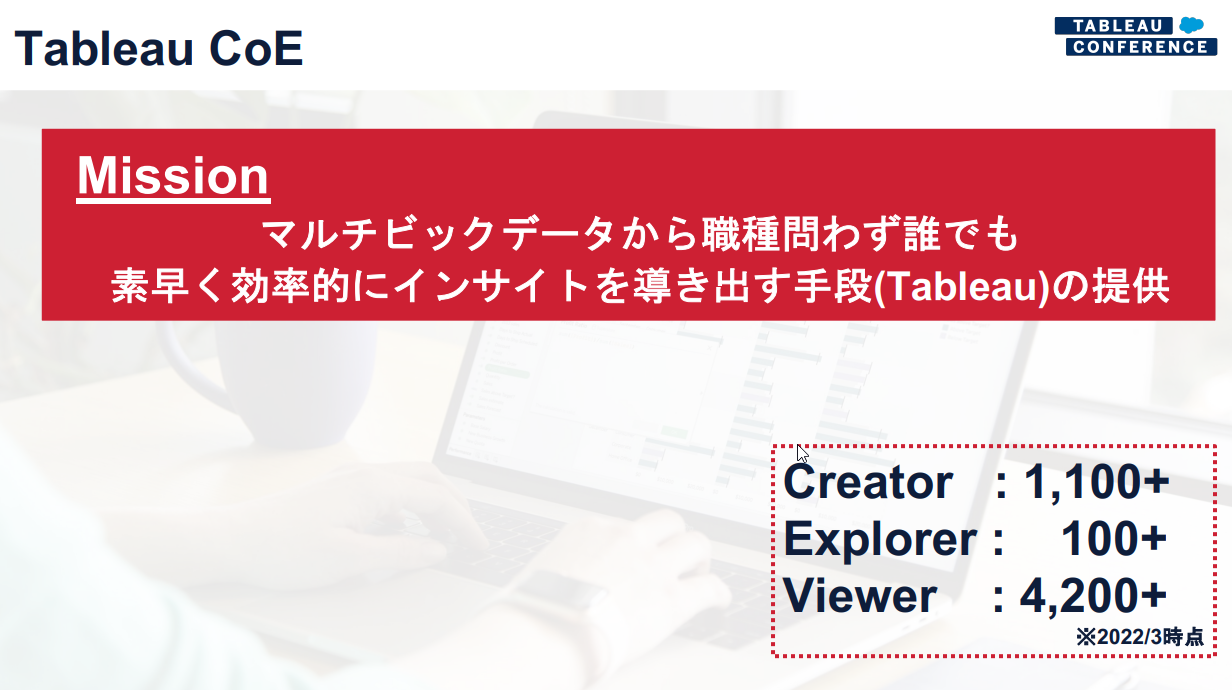 Tableau CoE
TABLEAU
CONFERENCE
Mission
マルチビックデータから職種問わず誰でも
素早く効率的にインサイトを導き出す手段(Tableau)の提供
Creator : 1,100+
Explorer : 100+
Viewer : 4,200+
※2022/3時点